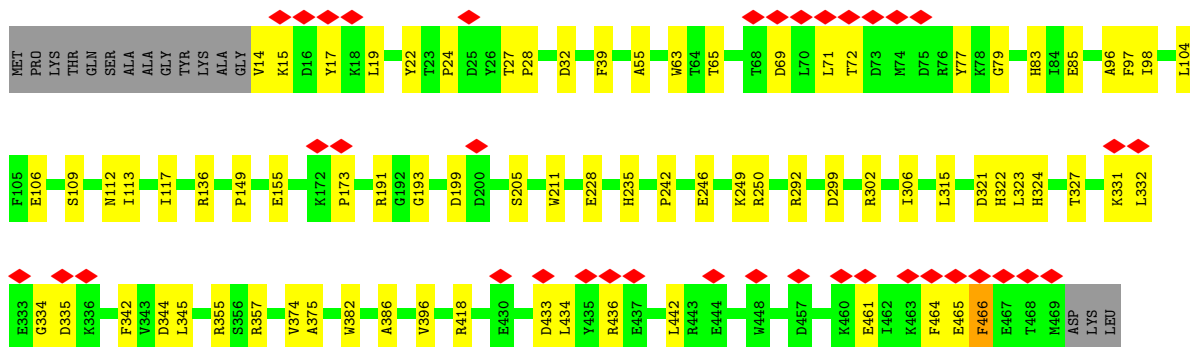 MET PRO LYS THR GLN SER ALA ALA GLY TYR LYS ALA GLY V14 K15 D16 Y17 K18 L19 Y22 T23 P24 D25 Y26 T27 P28 D32 F39 A55 W63 T64 T65 T68 D69 L70 L71 T72 D73 M74 D75 R76 Y77 K78 G79 H83 I84 E85 A96 F97 I98 L104
F105 E106 S109 N112 I113 I117 R136 P149 E155 K172 P173 R191 G192 G193 D199 D200 S205 W211 E228 H235 P242 E246 K249 R250 R292 D299 R302 I306 L315 D321 H322 L323 H324 T327 K331 L332
E333 G334 D335 K336 F342 V343 D344 L345 R355 S356 R357 V374 A375 W382 A386 V396 R418 E430 D433 L434 Y435 R436 E437 L442 R443 E444 W448 D457 K460 E461 I462 K463 F464 E465 F466 E467 T468 M469 ASP LYS LEU